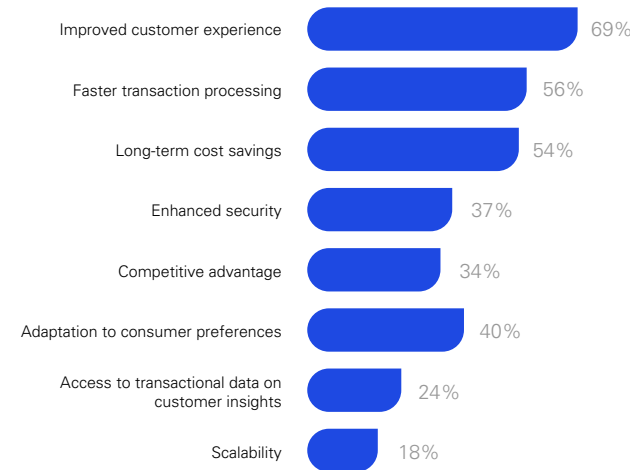 Improved customer experience 69%
Faster transaction processing 56%
Long-term cost savings 54%
Enhanced security 37%
Competitive advantage 34%
Adaptation to consumer preferences 40%
Access to transactional data on
customer insights 24%
Scalability 18%